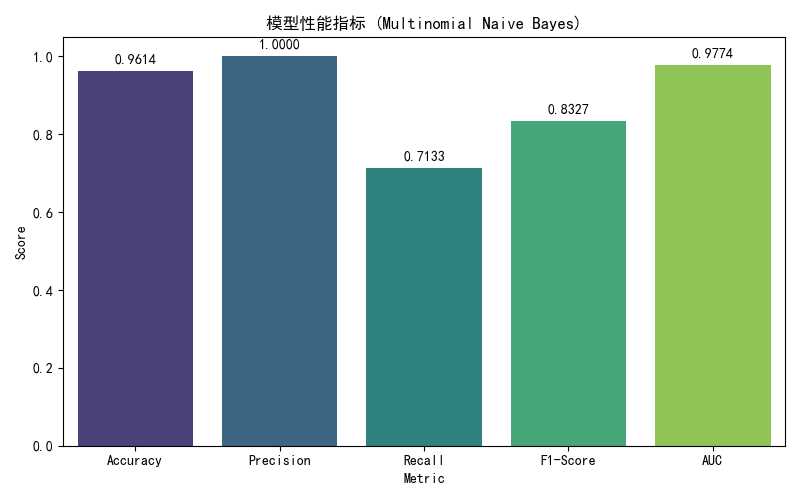 模型性能指标 (Multinomial Naive Bayes)
1.0
0.8
0.6
0.4
0.2
0.0
Score
0.9614
1.0000
0.7133
0.8327
0.9774
Accuracy
Precision
Recall
F1-Score
AUC
Metric